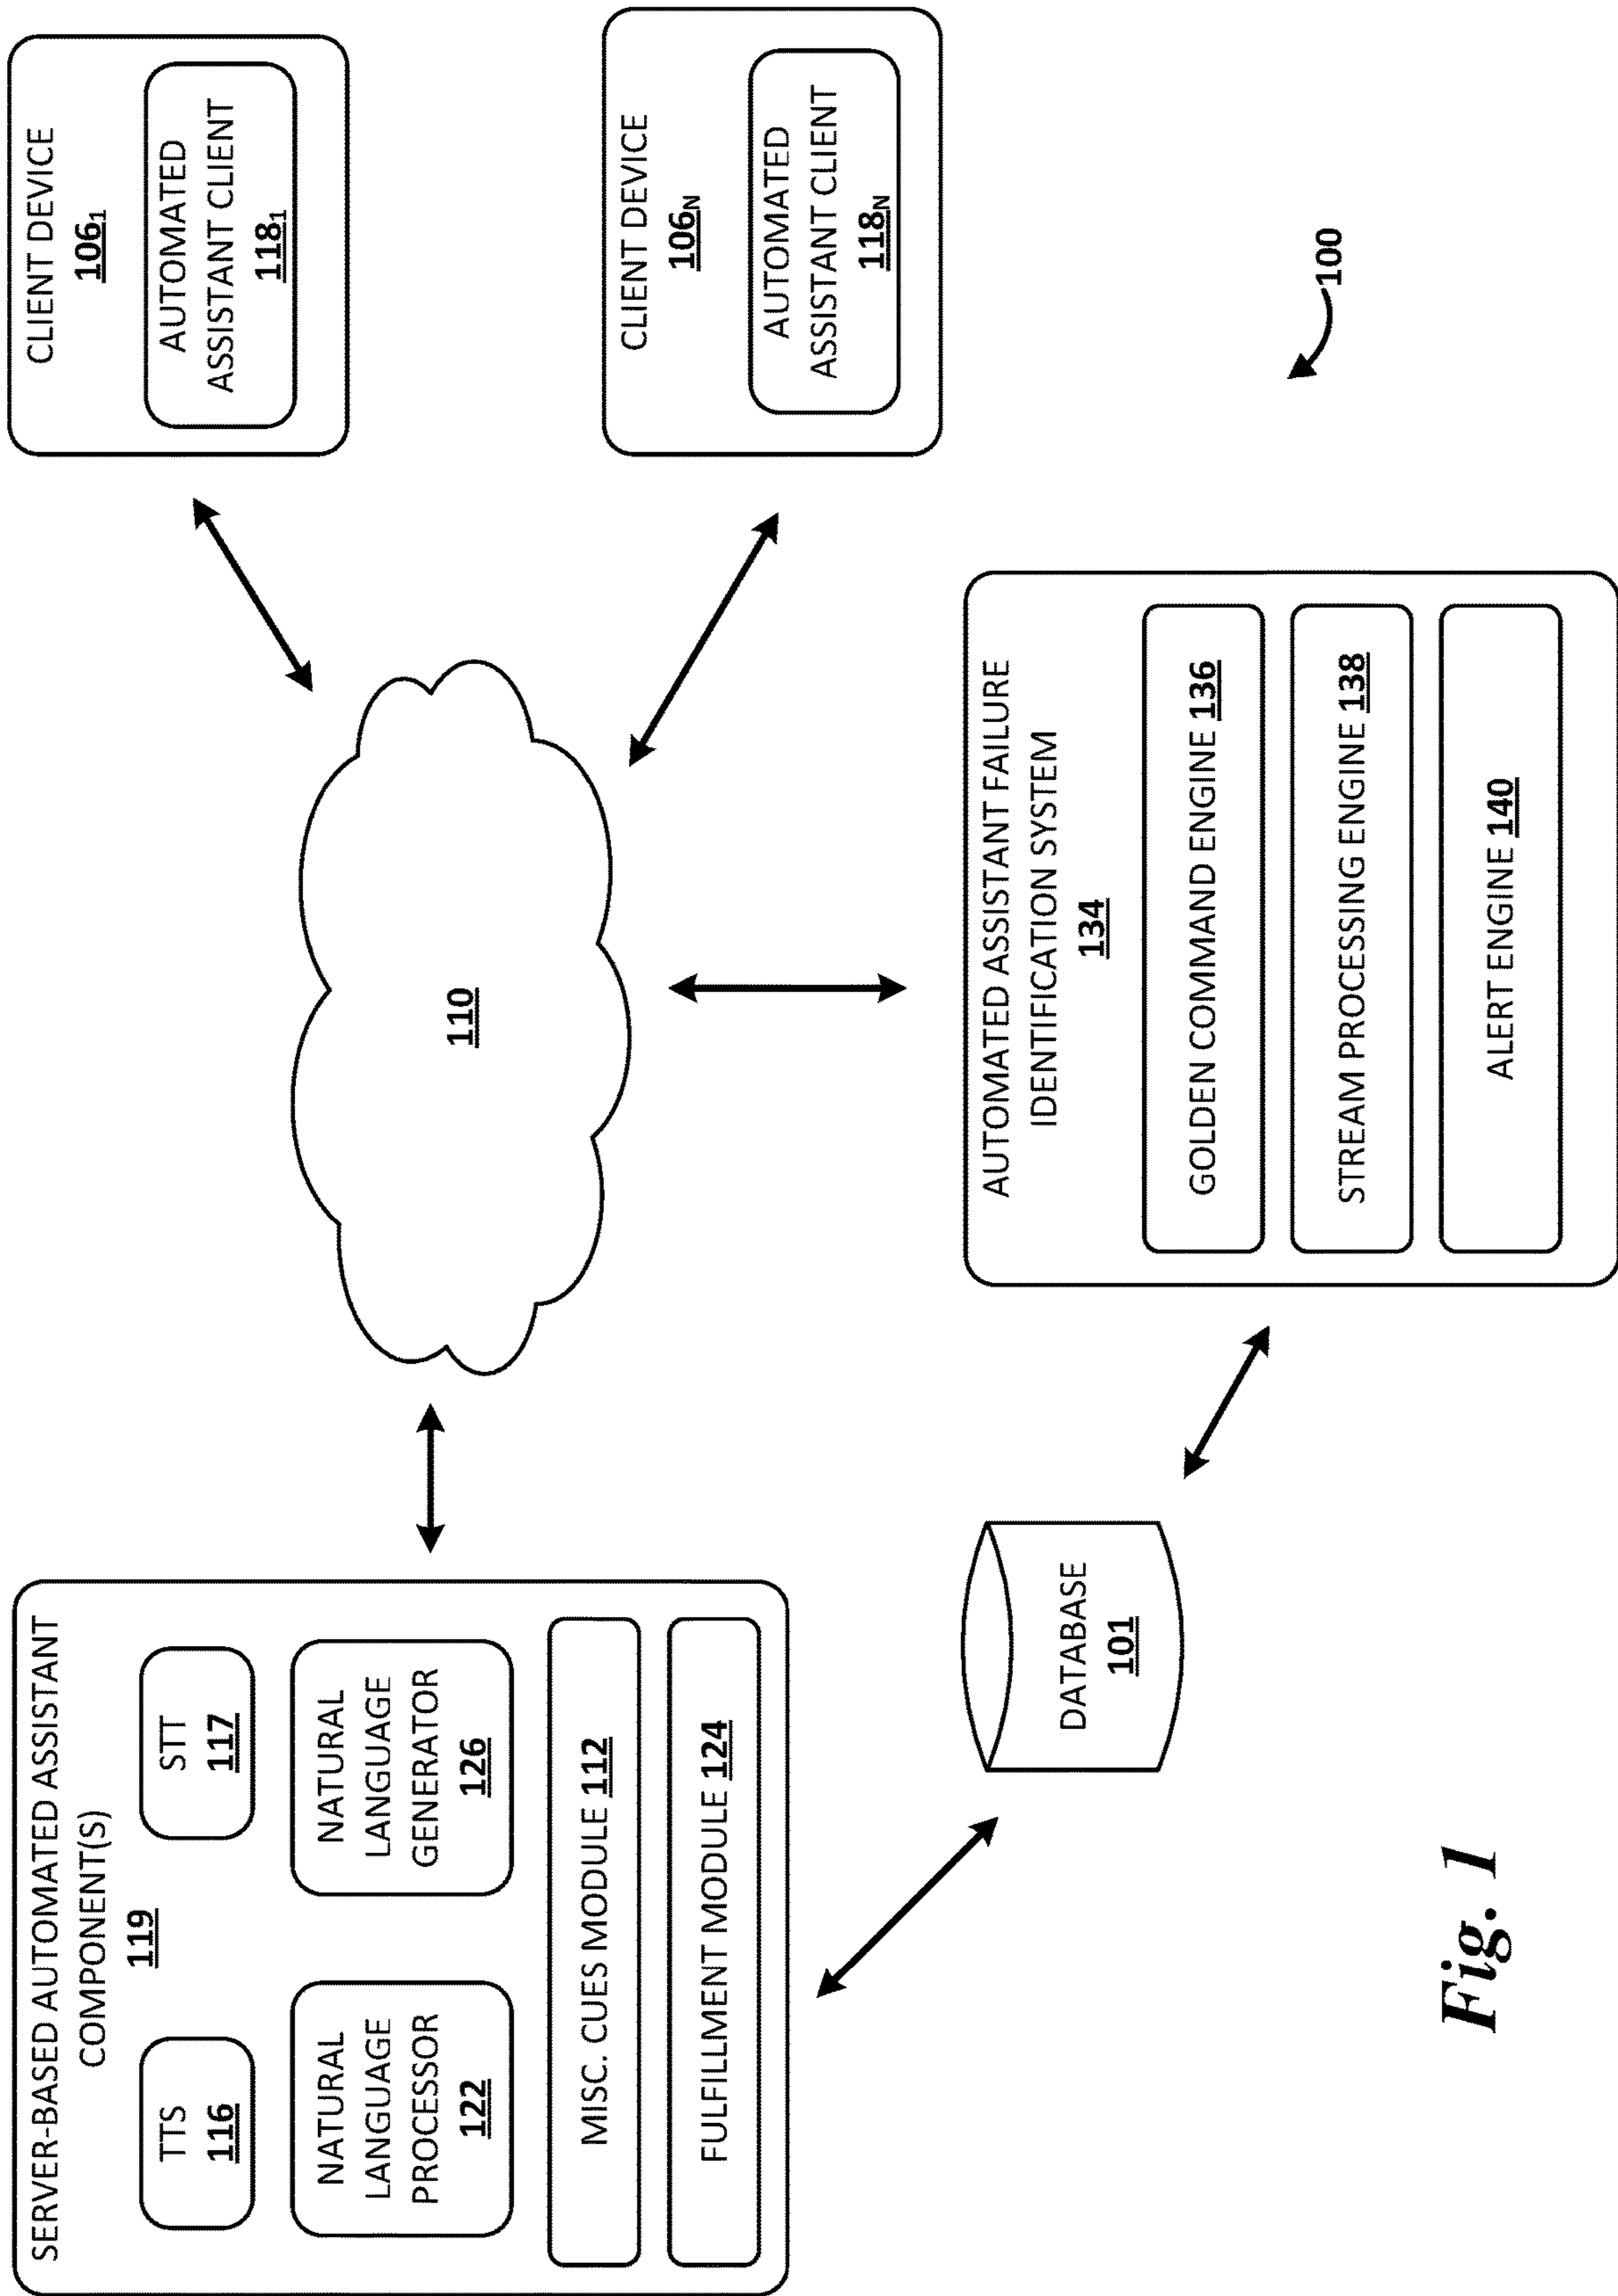 SERVER-BASED AUTOMATED ASSISTANT
COMPONENT(S)
119
TTS
116
STT
117
NATURAL
LANGUAGE
PROCESSOR
122
NATURAL
LANGUAGE
GENERATOR
126
MISC. CUES MODULE 112
FULFILLMENT MODULE 124
110
CLIENT DEVICE
106₁
AUTOMATED
ASSISTANT CLIENT
118₁
CLIENT DEVICE
106N
AUTOMATED
ASSISTANT CLIENT
118N
DATABASE
101
AUTOMATED ASSISTANT FAILURE
IDENTIFICATION SYSTEM
134
GOLDEN COMMAND ENGINE 136
STREAM PROCESSING ENGINE 138
ALERT ENGINE 140
100
Fig. 1